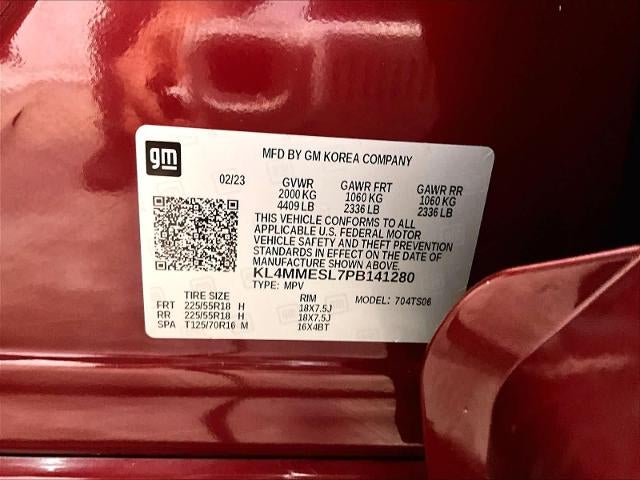 gm
MFD BY GM KOREA COMPANY
02/23 GVWR GAWR FRT GAWR RR
2000 KG 1060 KG 1060 KG
4409 LB 2336 LB 2336 LB
THIS VEHICLE CONFORMS TO ALL
APPLICABLE U.S. FEDERAL MOTOR
VEHICLE SAFETY AND THEFT PREVENTION
STANDARDS IN EFFECT ON THE DATE OF
MANUFACTURE SHOWN ABOVE.
KL4MMESL7PB141280
TYPE: MPV
TIRE SIZE RIM MODEL: 704TS06
FRT 225/55R18 H 18X7.5J
RR 225/55R18 H 18X7.5J
SPA T125/70R16 M 16X4BT